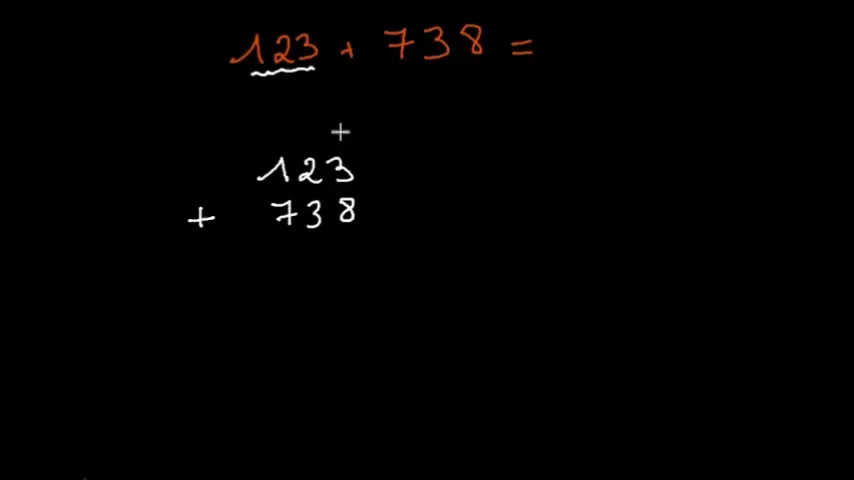 123 + 738 =
123
+ 738